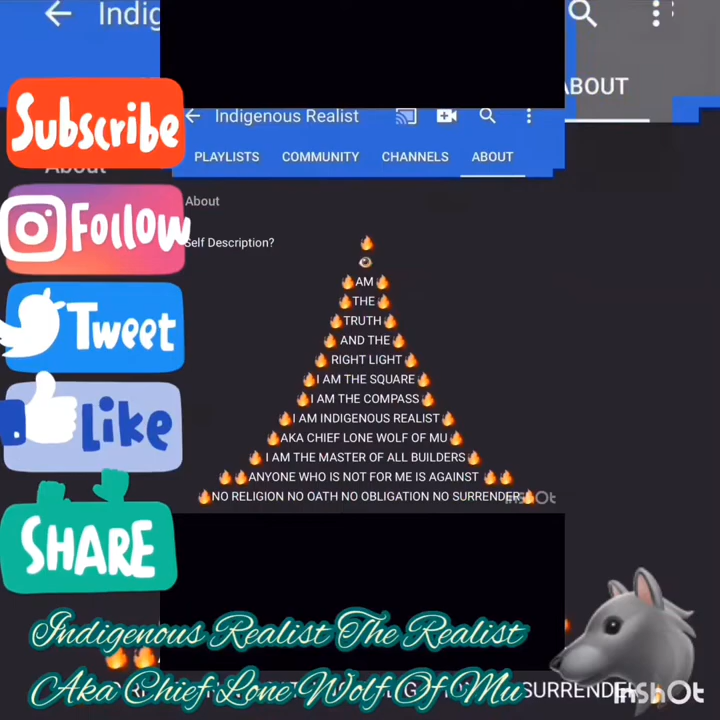 Indig
ABOUT
Indigenous Realist
PLAYLISTS COMMUNITY CHANNELS ABOUT
Subscribe
About
About
Follow
Self Description?
AM
THE
TRUTH
AND THE
RIGHT LIGHT
I AM THE SQUARE
I AM THE COMPASS
I AM INDIGENOUS REALIST
AKA CHIEF LONE WOLF OF MU
I AM THE MASTER OF ALL BUILDERS
ANYONE WHO IS NOT FOR ME IS AGAINST
NO RELIGION NO OATH NO OBLIGATION NO SURRENDER
InShOt
Tweet
Like
SHARE
Indigenous Realist The Realist
Aka Chief Lone Wolf Of Mu
SURRENDER
InShOt